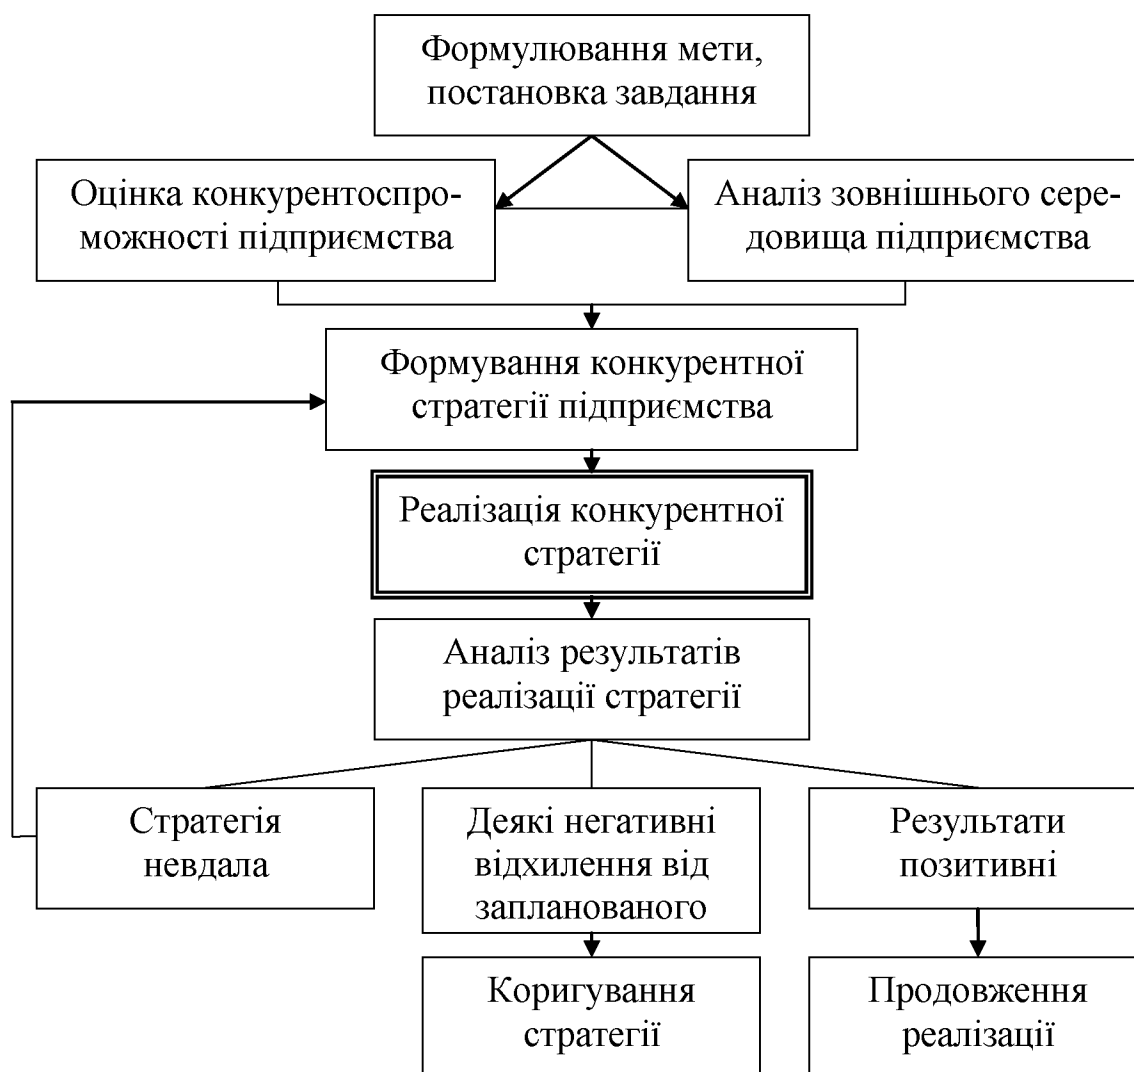 Формулювання мети,
постановка завдання
Оцінка конкурентоспро-
можності підприємства
Аналіз зовнішнього сере-
довища підприємства
Формування конкурентної
стратегії підприємства
Реалізація конкурентної
стратегії
Аналіз результатів
реалізації стратегії
Стратегія
невдала
Деякі негативні
відхилення від
запланованого
Результати
позитивні
Коригування
стратегії
Продовження
реалізації